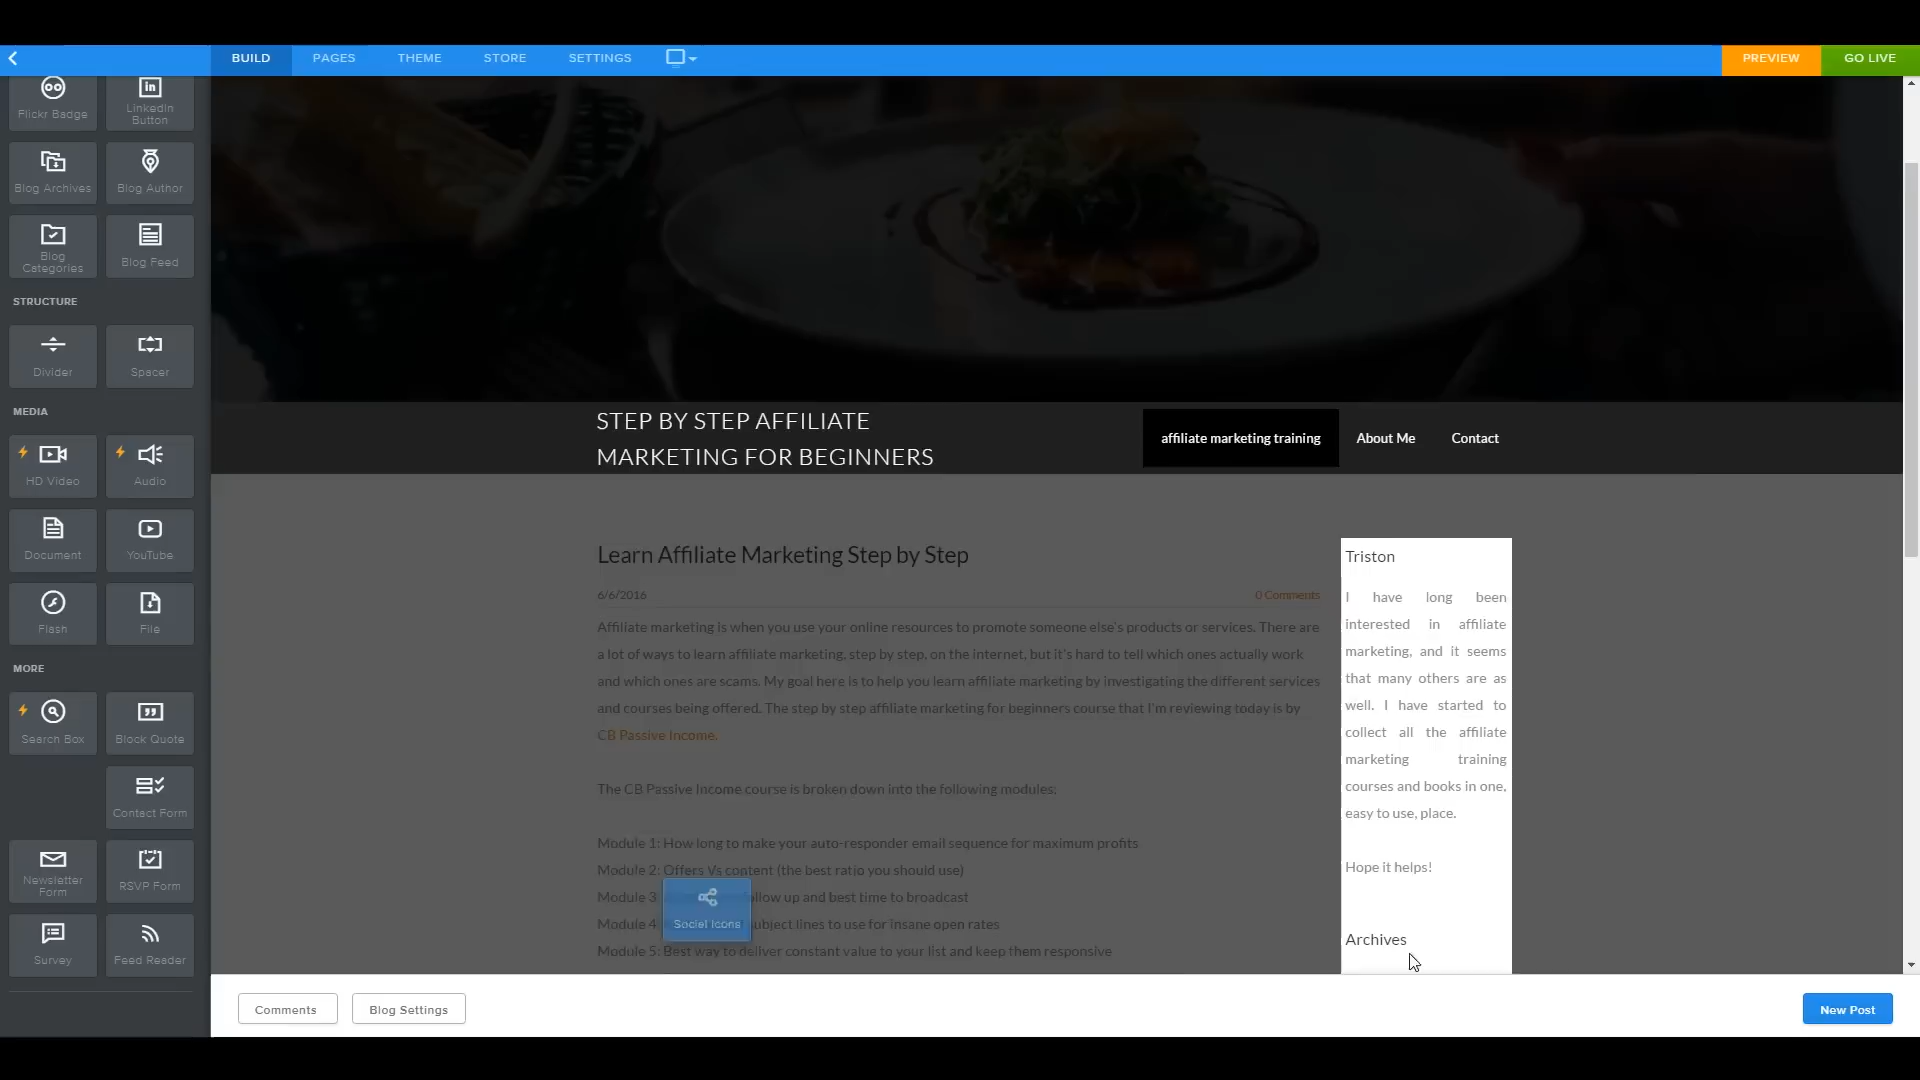 BUILD
PAGES
THEME
STORE
SETTINGS
PREVIEW
GO LIVE
Flickr Badge
LinkedIn
Button
Blog Archives
Blog Author
Blog
Categories
Blog Feed
STRUCTURE
Divider
Spacer
MEDIA
HD Video
Audio
Document
YouTube
Flash
File
MORE
Search Box
Block Quote
Contact Form
Newsletter
Form
RSVP Form
Survey
Feed Reader
STEP BY STEP AFFILIATE
MARKETING FOR BEGINNERS
affiliate marketing training
About Me
Contact
Learn Affiliate Marketing Step by Step
6/6/2016
0 Comments
Affiliate marketing is when you use your online resources to promote someone else's products or services. There are
a lot of ways to learn affiliate marketing, step by step, on the internet, but it's hard to tell which ones actually work
and which ones are scams. My goal here is to help you learn affiliate marketing by investigating the different services
and courses being offered. The step by step affiliate marketing for beginners course that I'm reviewing today is by
CB Passive Income.
The CB Passive Income course is broken down into the following modules:
Module 1: How long to make your auto-responder email sequence for maximum profits
Module 2: Offers Vs content (the best ratio you should use)
Module 3 follow up and best time to broadcast
Module 4 subject lines to use for insane open rates
Module 5: Best way to deliver constant value to your list and keep them responsive
Social Icons
Triston
I have long been
interested in affiliate
marketing, and it seems
that many others are as
well. I have started to
collect all the affiliate
marketing training
courses and books in one,
easy to use, place.
Hope it helps!
Archives
Comments
Blog Settings
New Post